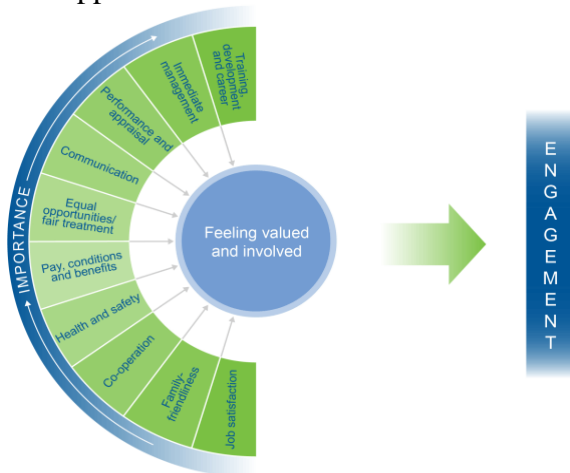 Training,
development
and career
Immediate
management
Performance and
appraisal
Communication
Equal
opportunities/
fair treatment
Pay, conditions
and benefits
Health and safety
Co-operation
Family-
friendliness
Job satisfaction
IMPORTANCE
Feeling valued
and involved
ENGAGEMENT